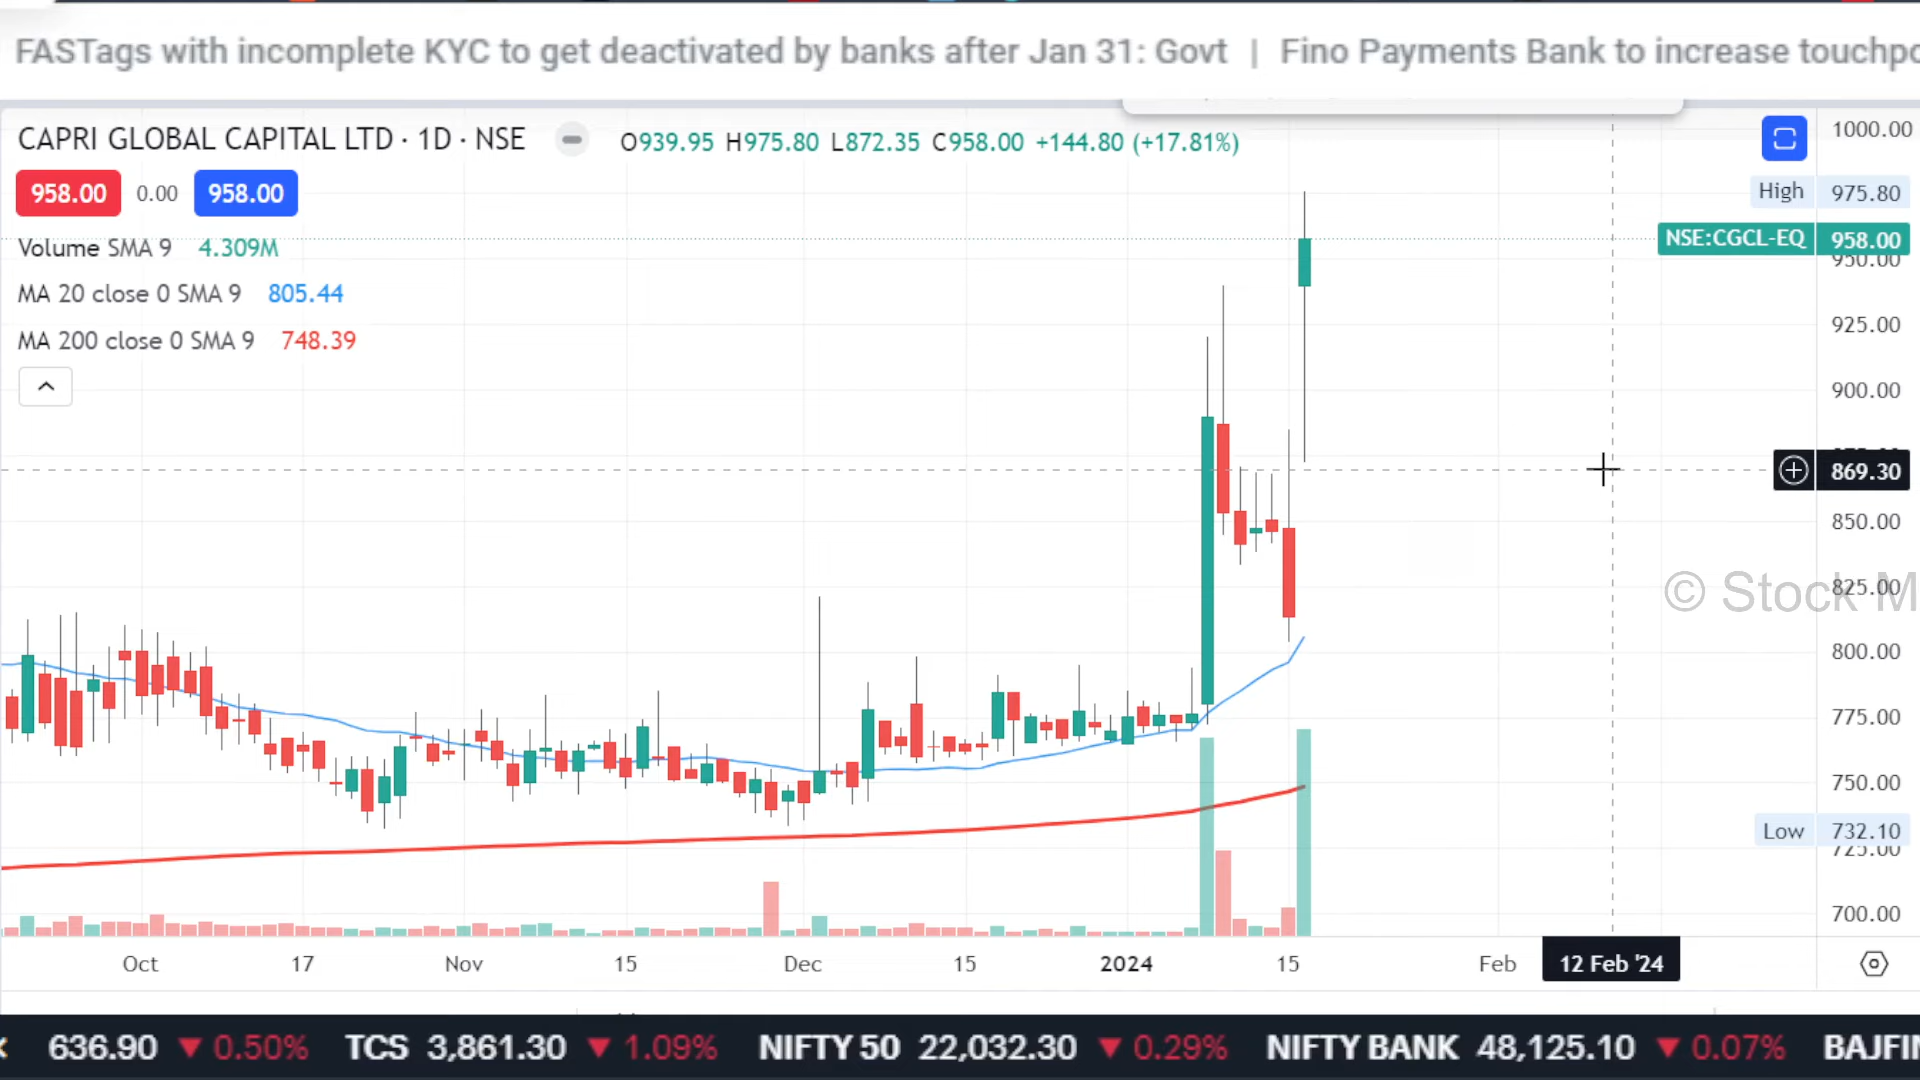 FASTags with incomplete KYC to get deactivated by banks after Jan 31: Govt | Fino Payments Bank to increase
CAPRI GLOBAL CAPITAL LTD · 1D · NSE O939.95 H975.80 L872.35 C958.00 +144.80 (+17.81%)
958.00 0.00 958.00
Volume SMA 9 4.309M
MA 20 close 0 SMA 9 805.44
MA 200 close 0 SMA 9 748.39
1000.00
High 975.80
NSE:CGCL-EQ 958.00
950.00
925.00
900.00
869.30
850.00
825.00
© Stock M
800.00
775.00
750.00
Low 732.10
725.00
700.00
Oct 17 Nov 15 Dec 15 2024 15 Feb 12 Feb '24
636.90 ▼ 0.50% TCS 3,861.30 ▼ 1.09% NIFTY 50 22,032.30 ▼ 0.29% NIFTY BANK 48,125.10 ▼ 0.07% BAJFIN